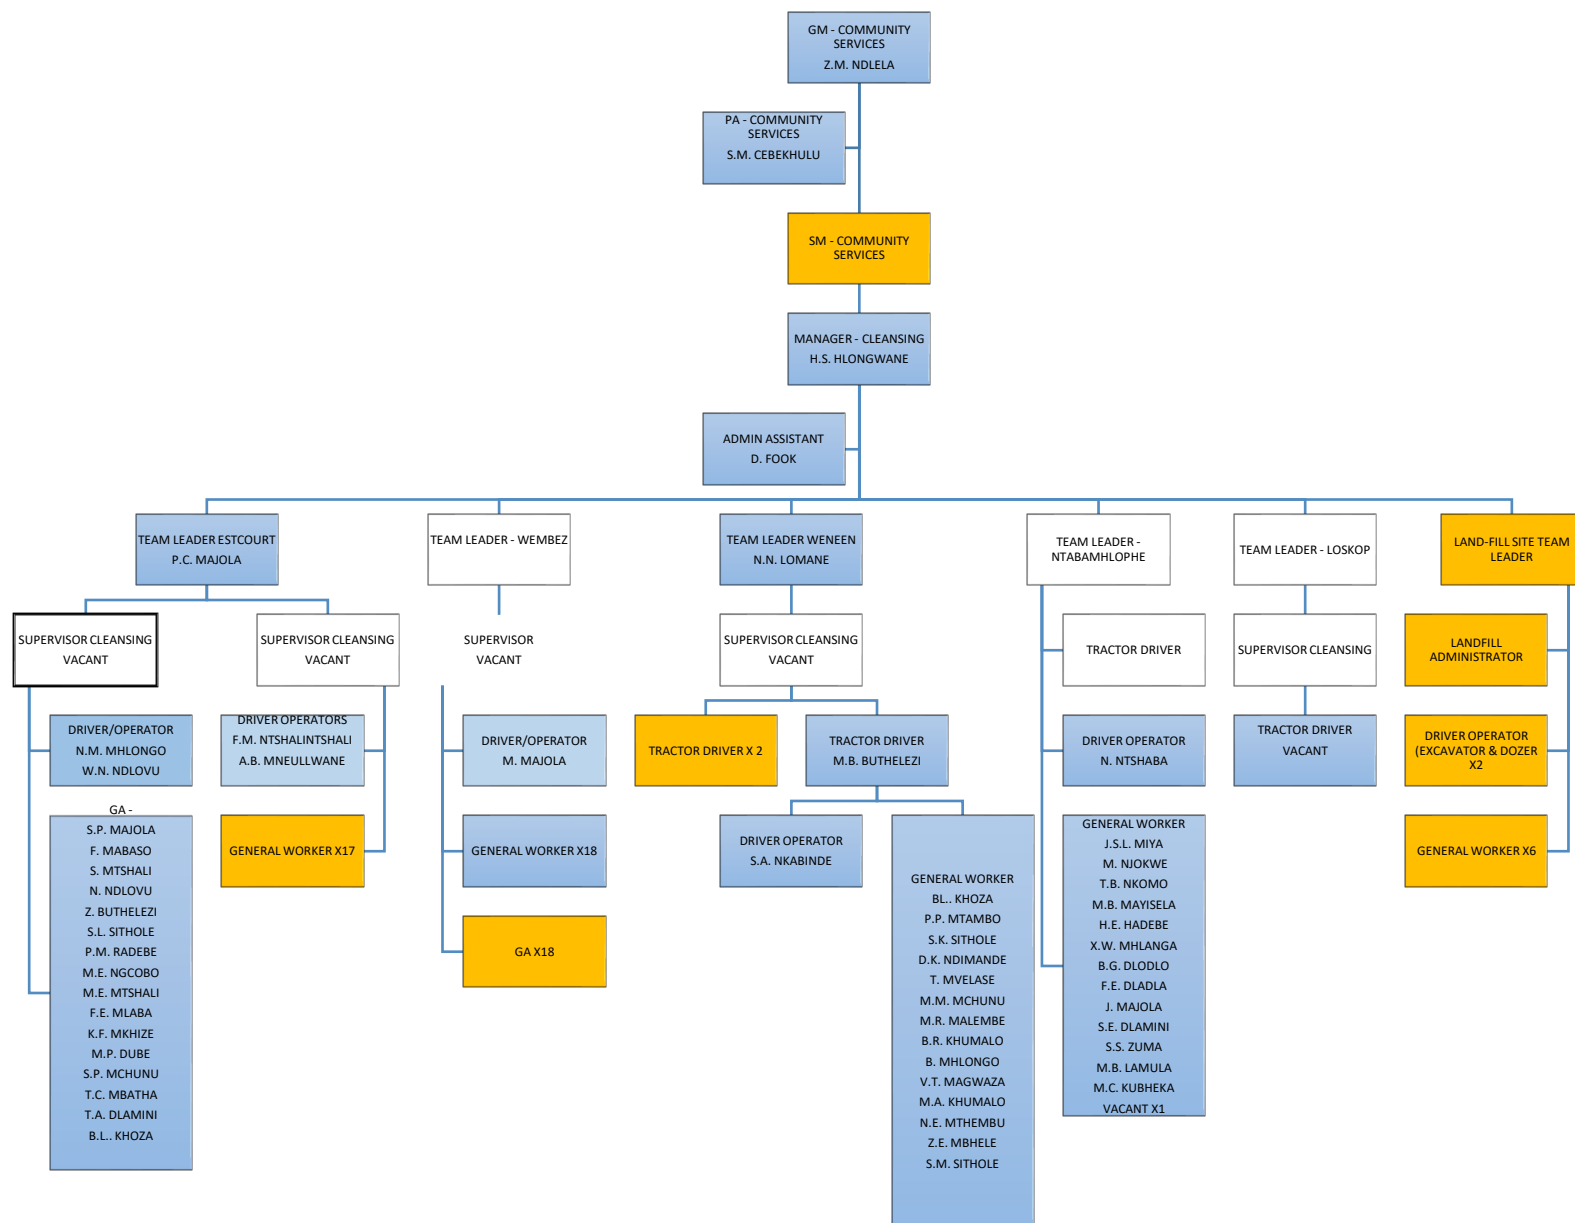 GM - COMMUNITY
SERVICES
Z.M. NDLELA
PA - COMMUNITY
SERVICES
S.M. CEBEKHULU
SM - COMMUNITY
SERVICES
MANAGER - CLEANSING
H.S. HLONGWANE
ADMIN ASSISTANT
D. FOOK
TEAM LEADER ESTCOURT
P.C. MAJOLA
TEAM LEADER - WEMBEZ
TEAM LEADER WENEEN
N.N. LOMANE
TEAM LEADER -
NTABAMHLOPHE
TEAM LEADER - LOSKOP
LAND-FILL SITE TEAM
LEADER
SUPERVISOR CLEANSING
VACANT
SUPERVISOR CLEANSING
VACANT
SUPERVISOR
VACANT
SUPERVISOR CLEANSING
VACANT
TRACTOR DRIVER
SUPERVISOR CLEANSING
LANDFILL
ADMINISTRATOR
DRIVER/OPERATOR
N.M. MHLONGO
W.N. NDLOVU
DRIVER OPERATORS
F.M. NTSHALINTSHALI
A.B. MNEULLWANE
DRIVER/OPERATOR
M. MAJOLA
TRACTOR DRIVER X 2
TRACTOR DRIVER
M.B. BUTHELEZI
DRIVER OPERATOR
N. NTSHABA
TRACTOR DRIVER
VACANT
DRIVER OPERATOR
(EXCAVATOR & DOZER
X2
GA -
S.P. MAJOLA
F. MABASO
S. MTSHALI
N. NDLOVU
Z. BUTHELEZI
S.L. SITHOLE
P.M. RADEBE
M.E. NGCOBO
M.E. MTSHALI
F.E. MLABA
K.F. MKHIZE
M.P. DUBE
S.P. MCHUNU
T.C. MBATHA
T.A. DLAMINI
B.L.. KHOZA
GENERAL WORKER X17
GENERAL WORKER X18
GA X18
DRIVER OPERATOR
S.A. NKABINDE
GENERAL WORKER
BL.. KHOZA
P.P. MTAMBO
S.K. SITHOLE
D.K. NDIMANDE
T. MVELASE
M.M. MCHUNU
M.R. MALEMBE
B.R. KHUMALO
B. MHLONGO
V.T. MAGWAZA
M.A. KHUMALO
N.E. MTHEMBU
Z.E. MBHELE
S.M. SITHOLE
GENERAL WORKER
J.S.L. MIYA
M. NJOKWE
T.B. NKOMO
M.B. MAYISELA
H.E. HADEBE
X.W. MHLANGA
B.G. DLODLO
F.E. DLADLA
J. MAJOLA
S.E. DLAMINI
S.S. ZUMA
M.B. LAMULA
M.C. KUBHEKA
VACANT X1
GENERAL WORKER X6